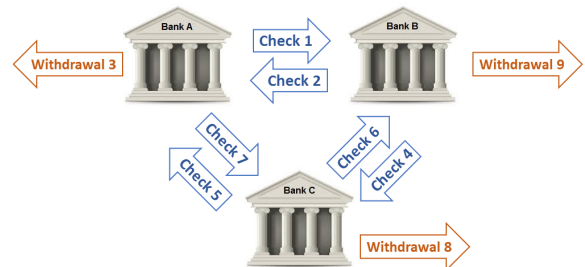 Bank A
Bank B
Check 1
Withdrawal 3
Check 2
Withdrawal 9
Check 7
Check 6
Check 5
Check 4
Bank C
Withdrawal 8